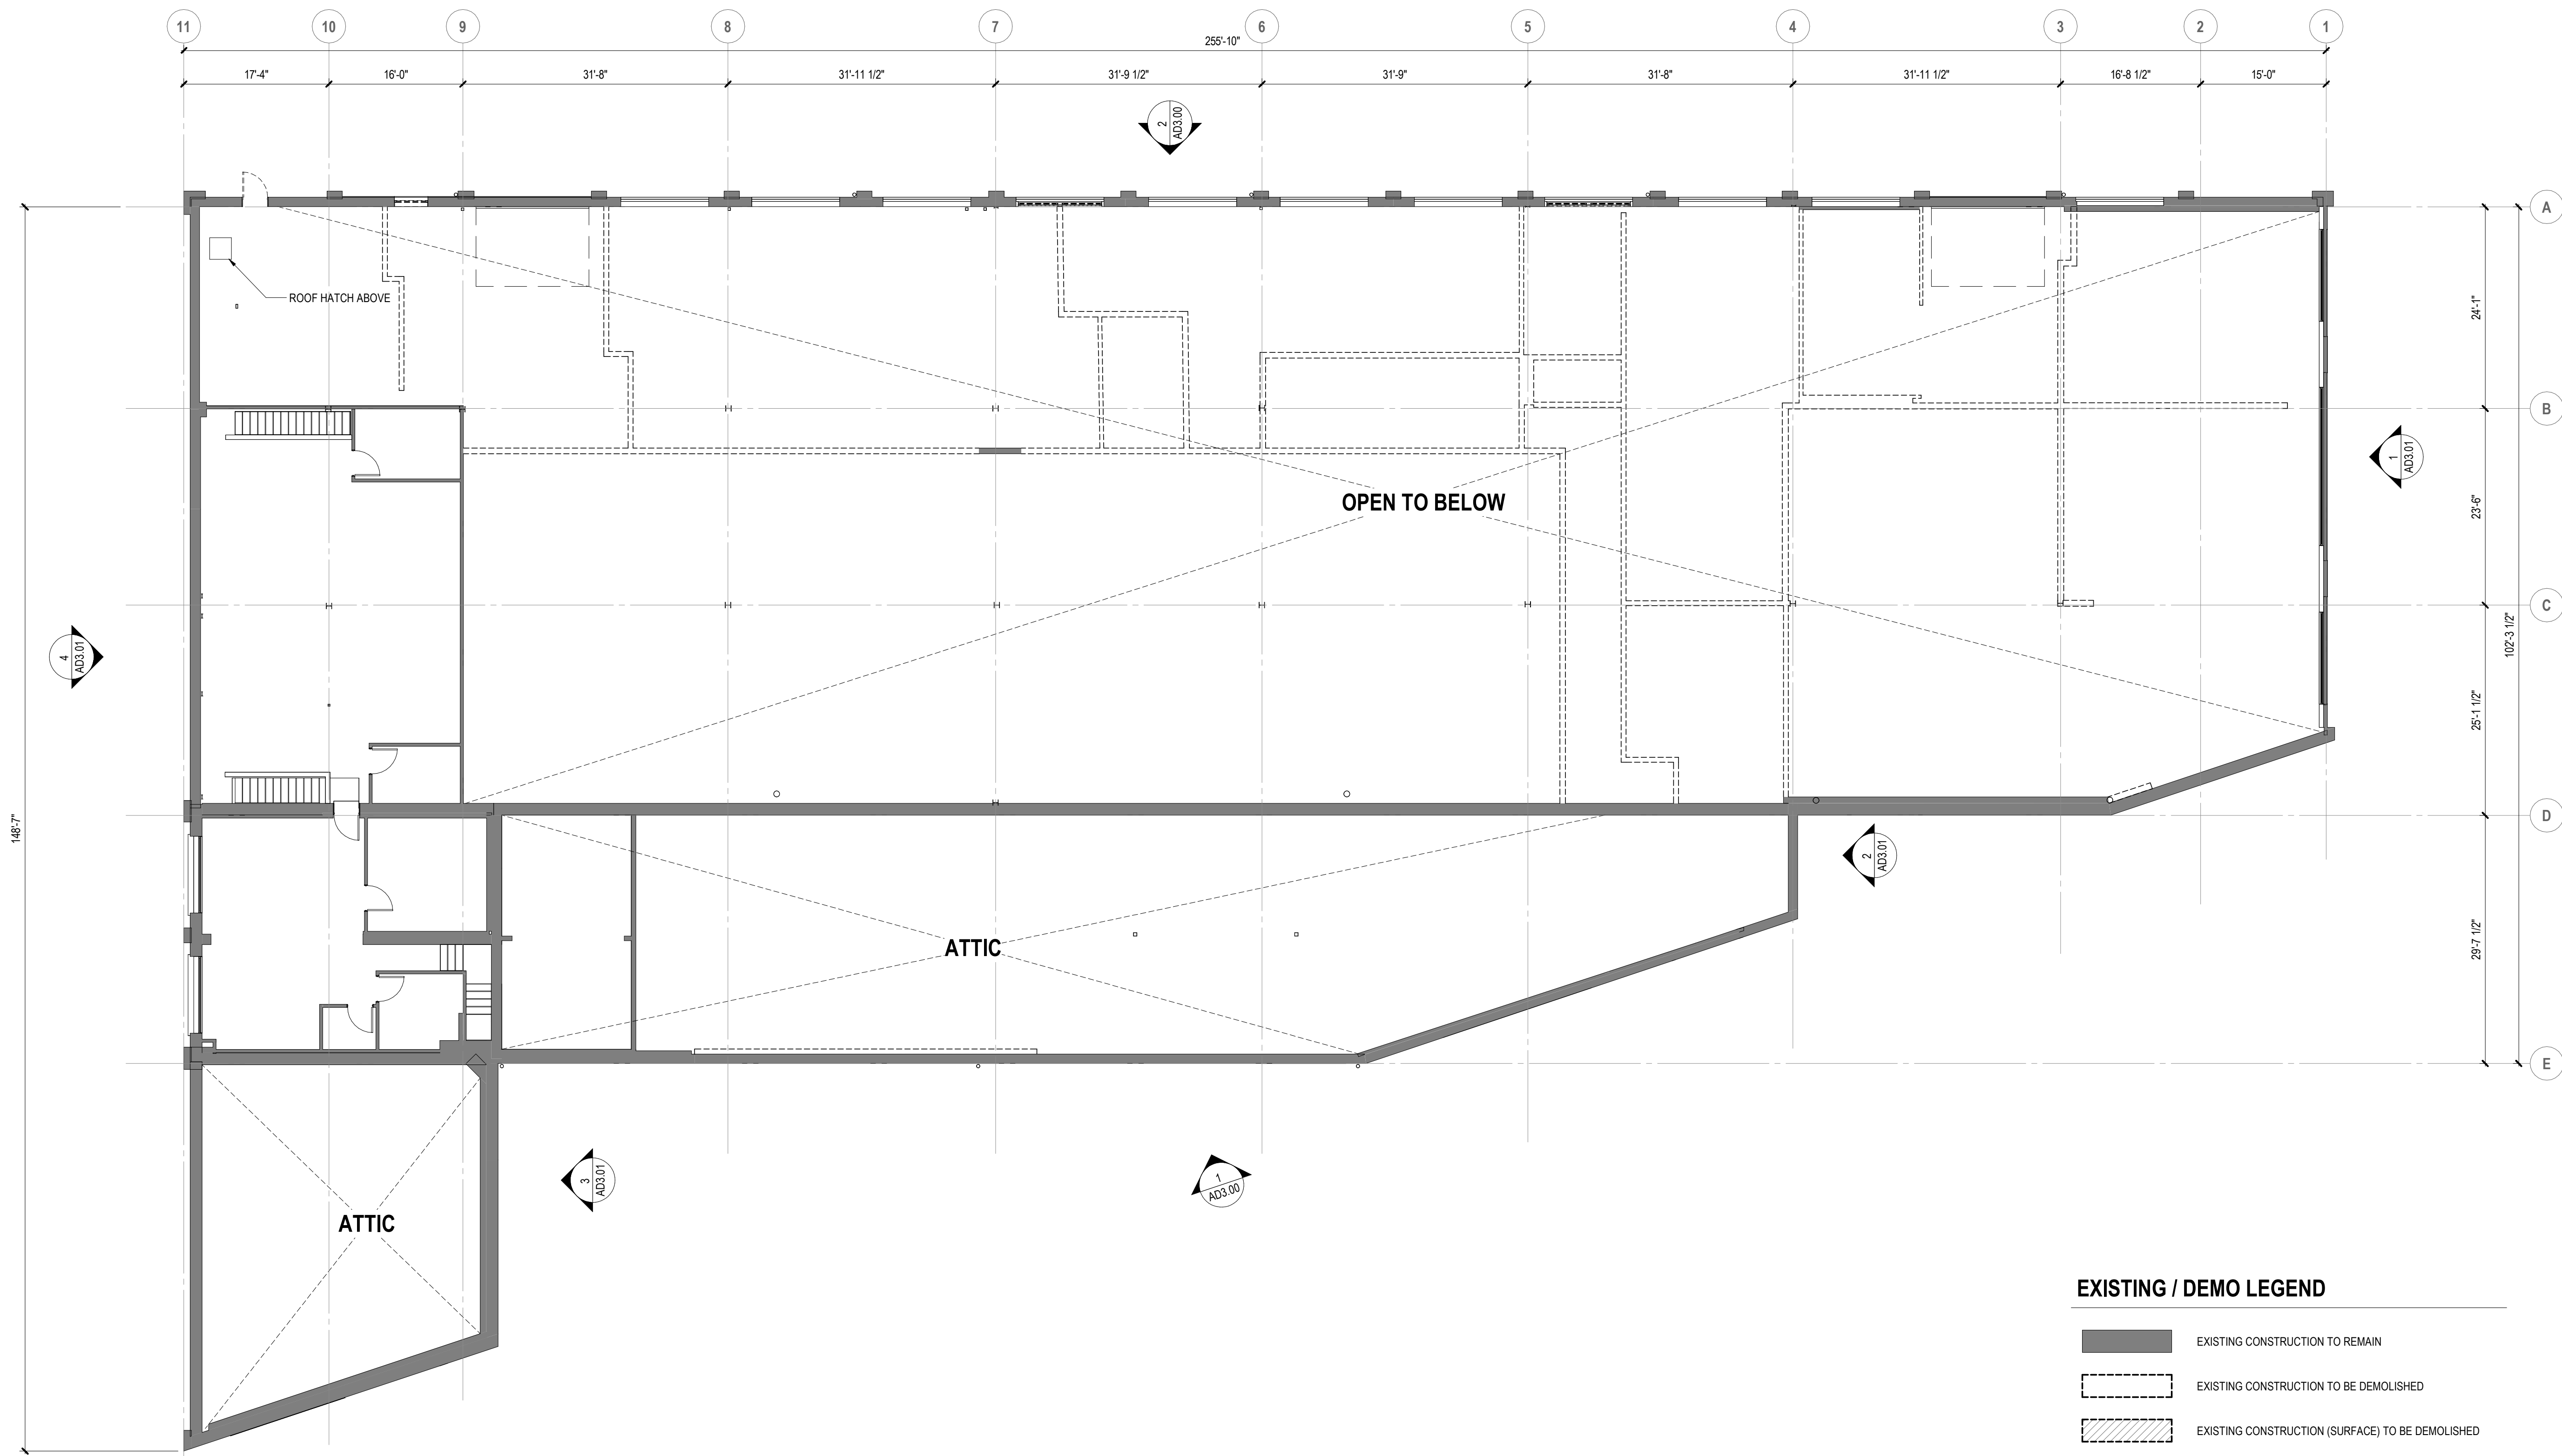 11 10 9 8 7 6 5 4 3 2 1
255'-10"
17'-4" 16'-0" 31'-8" 31'-11 1/2" 31'-9 1/2" 31'-9" 31'-8" 31'-11 1/2" 16'-8 1/2" 15'-0"
2
AD3.00
A
ROOF HATCH ABOVE
24'-1"
B
1
AD3.01
OPEN TO BELOW
23'-6"
C
4
AD3.01
102'-3 1/2"
25'-1 1/2"
148'-7"
D
2
AD3.01
ATTIC
29'-7 1/2"
E
3
AD3.01
1
AD3.00
ATTIC
EXISTING / DEMO LEGEND
EXISTING CONSTRUCTION TO REMAIN
EXISTING CONSTRUCTION TO BE DEMOLISHED
EXISTING CONSTRUCTION (SURFACE) TO BE DEMOLISHED